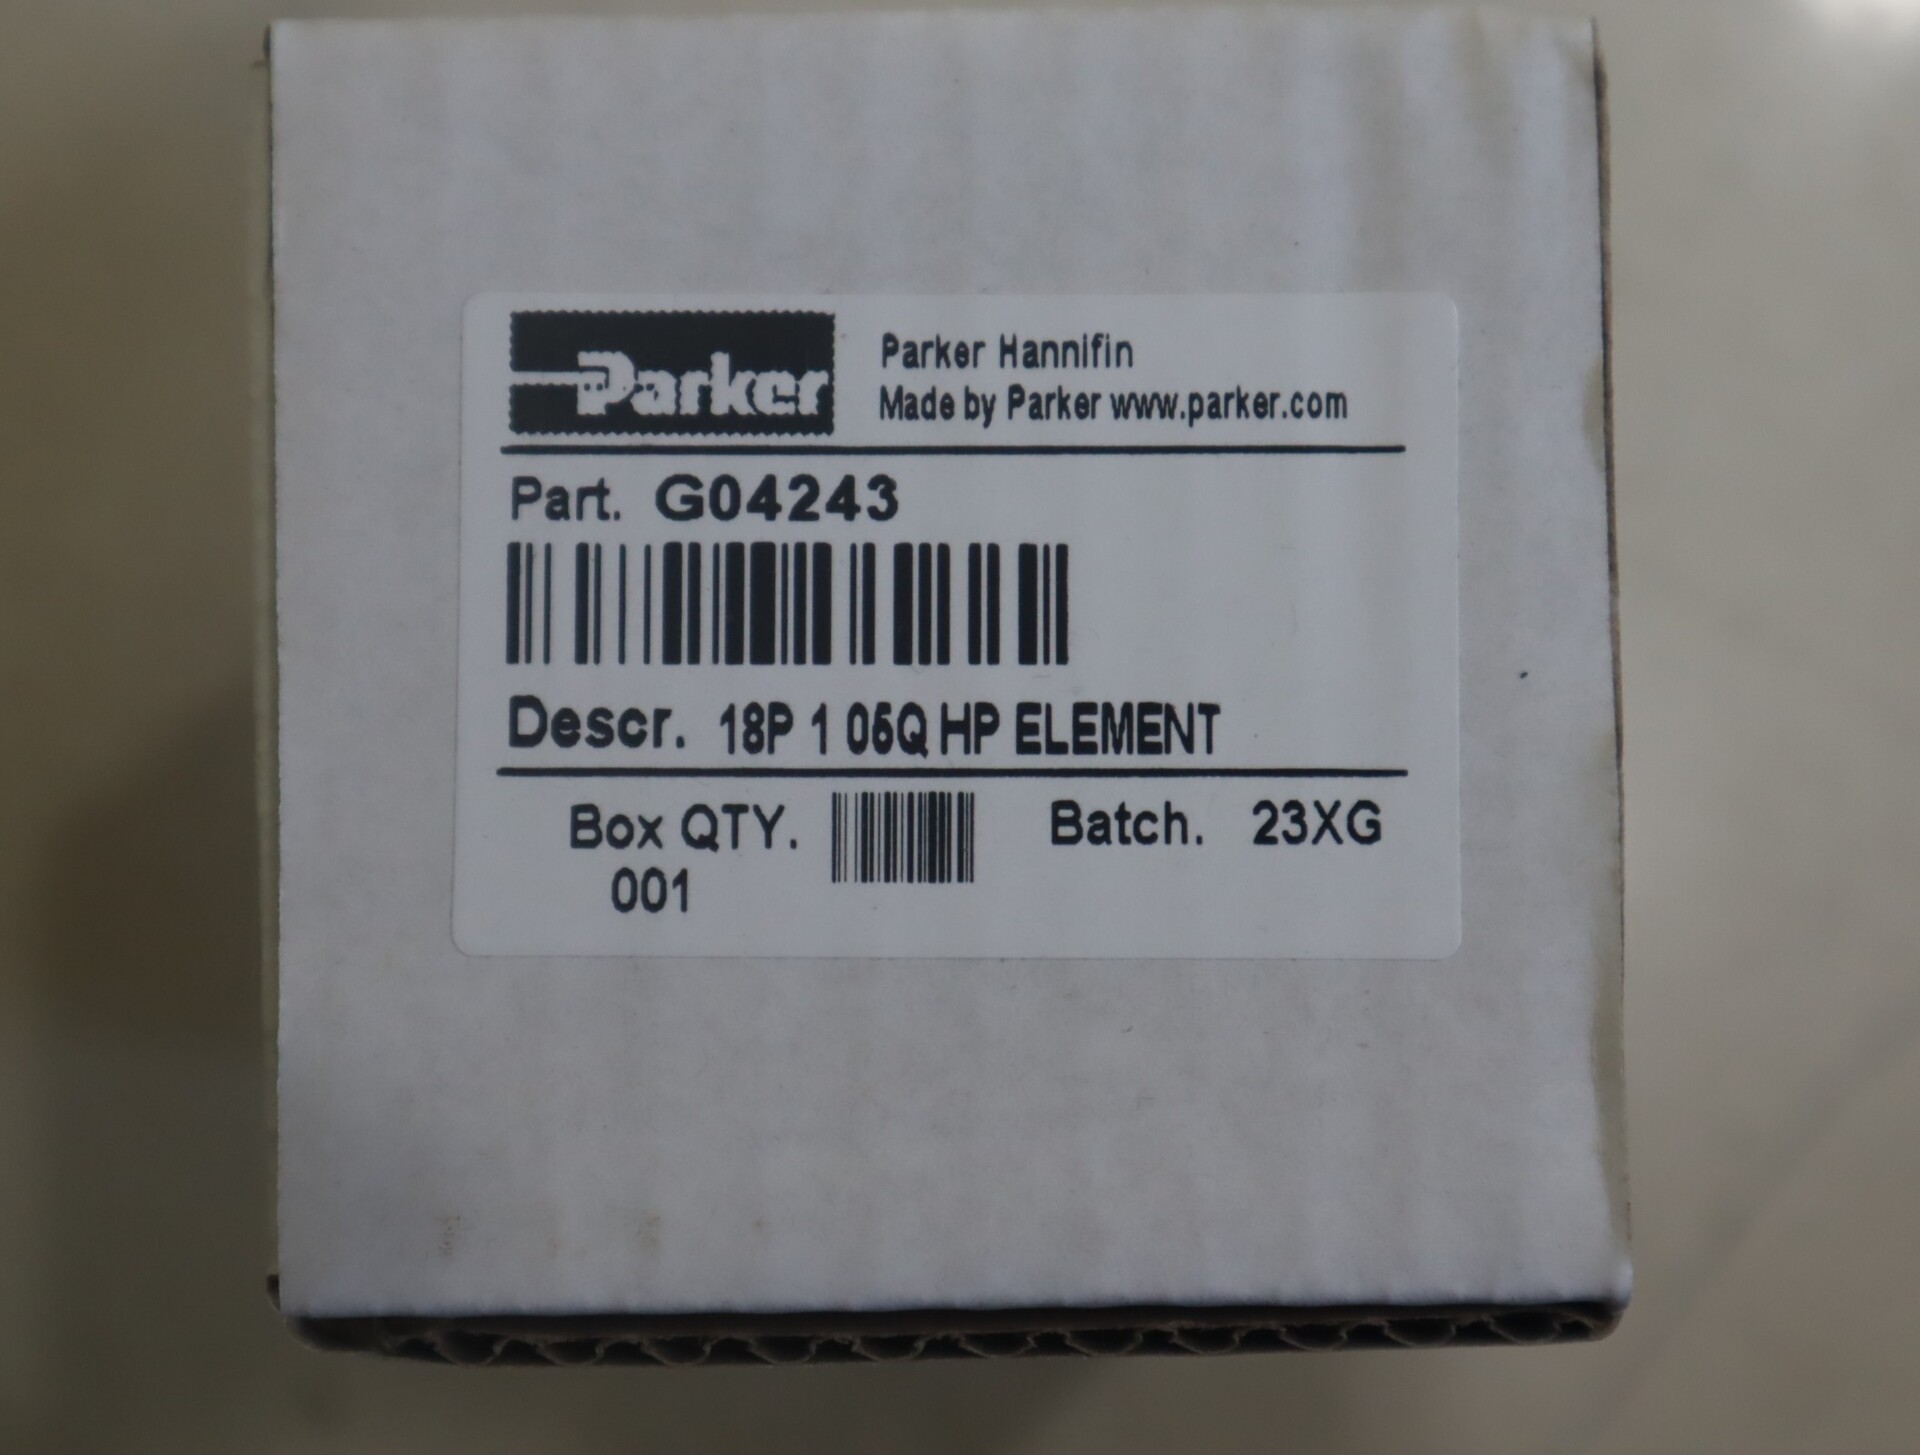 Parker
Parker Hannifin
Made by Parker www.parker.com
Part. G04243
Descr. 18P 1 05Q HP ELEMENT
Box QTY. Batch. 23XG
001